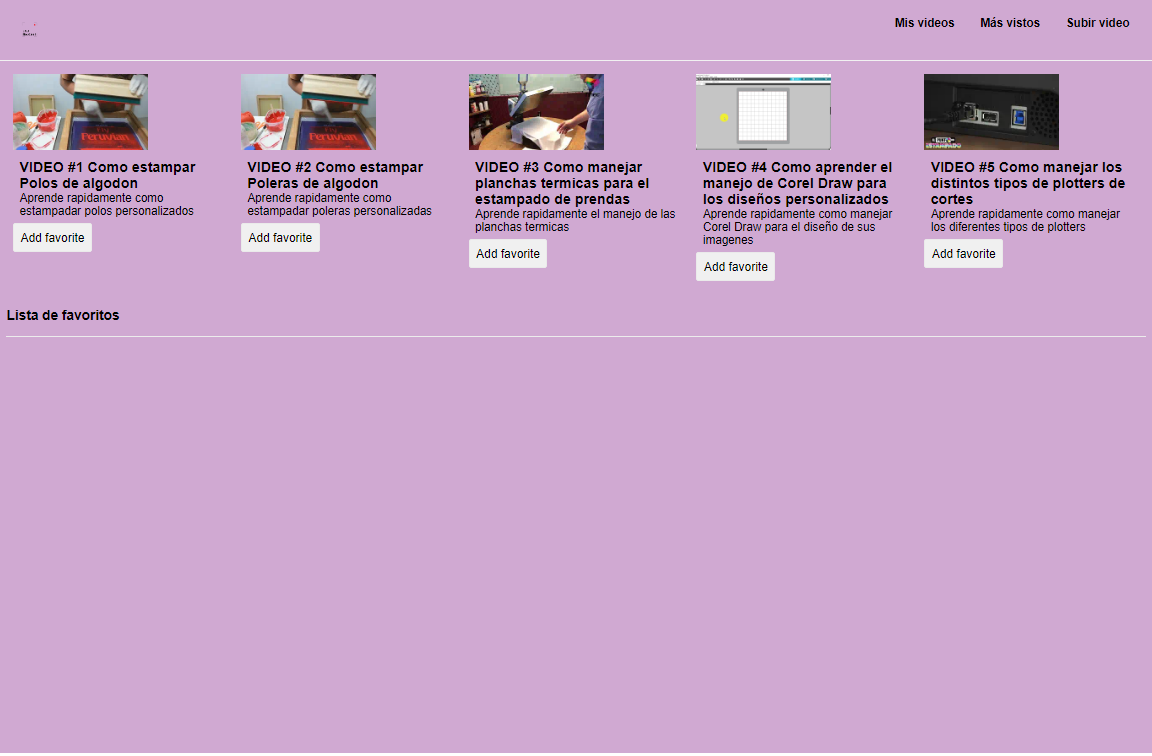 Mis videos
Más vistos
Subir video
VIDEO #1 Como estampar
Polos de algodon
Aprende rapidamente como
estampadar polos personalizados
Add favorite
VIDEO #2 Como estampar
Poleras de algodon
Aprende rapidamente como
estampadar poleras personalizadas
Add favorite
VIDEO #3 Como manejar
planchas termicas para el
estampado de prendas
Aprende rapidamente el manejo de las
planchas termicas
Add favorite
VIDEO #4 Como aprender el
manejo de Corel Draw para
los diseños personalizados
Aprende rapidamente como manejar
Corel Draw para el diseño de sus
imagenes
Add favorite
ESTAMPADO
VIDEO #5 Como manejar los
distintos tipos de plotters de
cortes
Aprende rapidamente como manejar
los diferentes tipos de plotters
Add favorite
Lista de favoritos